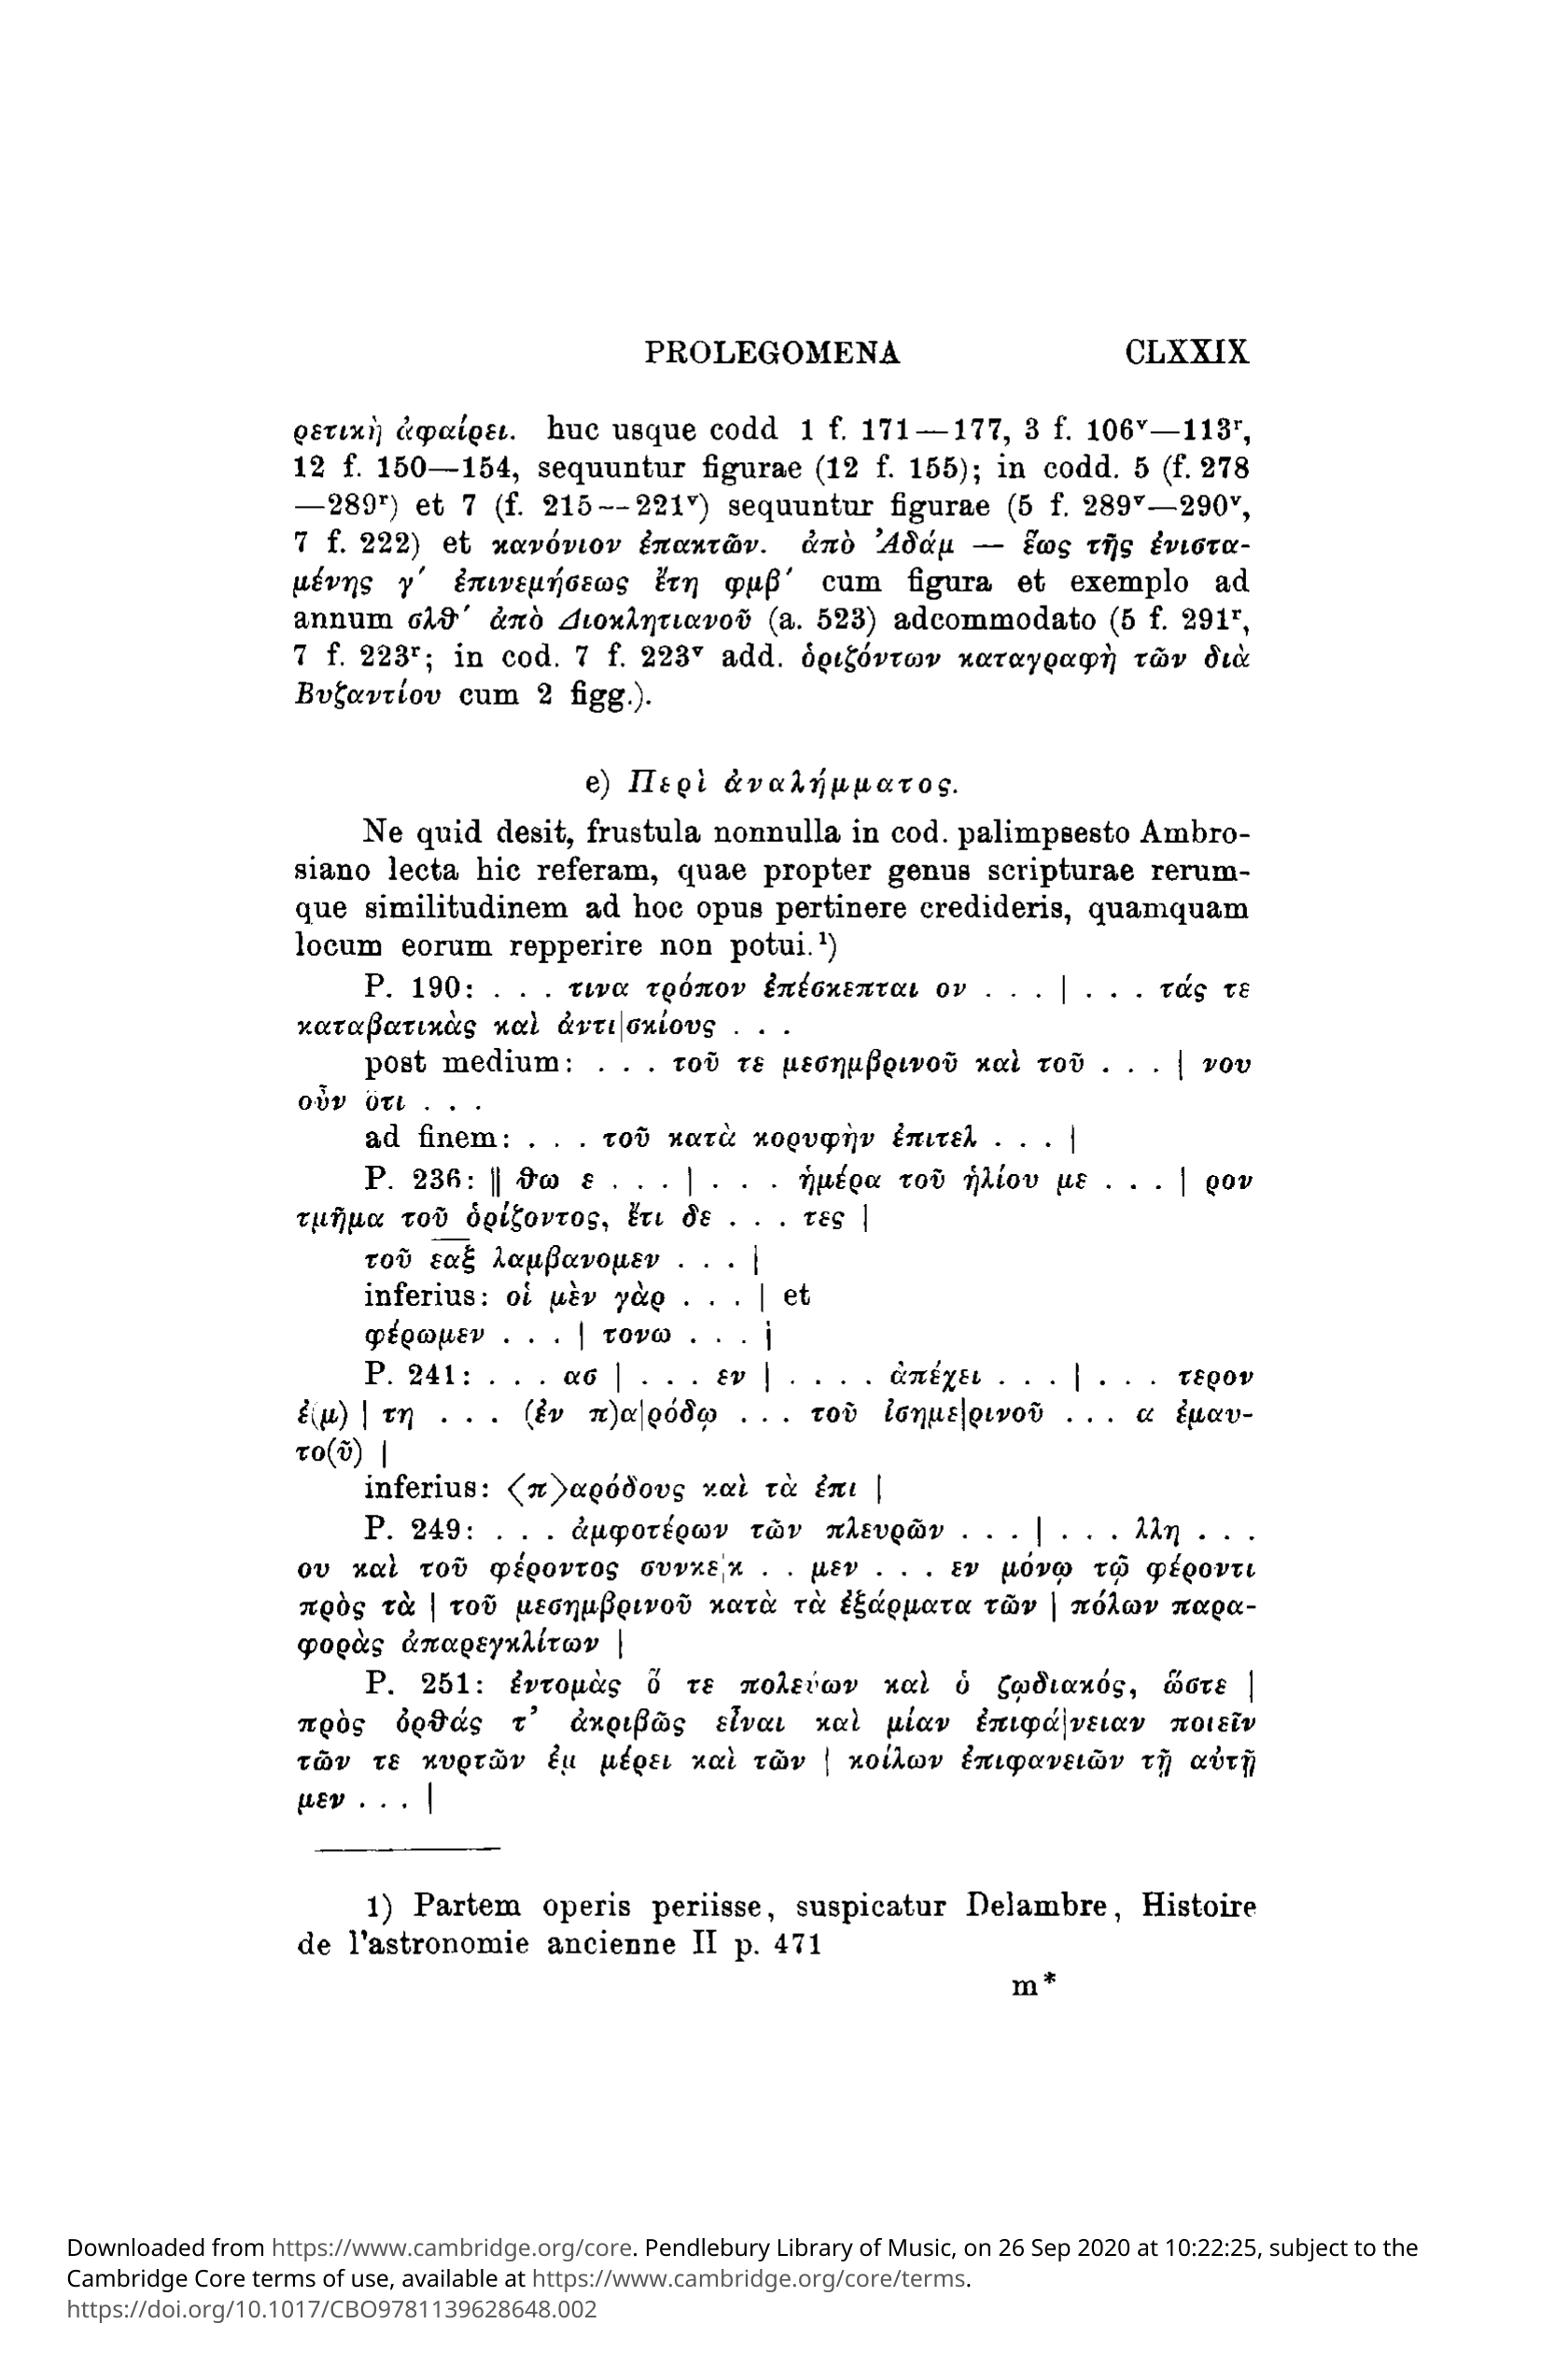 PROLEGOMENA CLXXIX
ρετικὴ ἀφαίρει. huc usque codd 1 f. 171—177, 3 f. 106ᵛ—113ʳ,
12 f. 150—154, sequuntur figurae (12 f. 155); in codd. 5 (f. 278
—289ʳ) et 7 (f. 215--221ᵛ) sequuntur figurae (5 f. 289ᵛ—290ᵛ,
7 f. 222) et κανόνιον ἐπακτῶν. ἀπὸ Ἀδάμ — ἕως τῆς ἐνιστα-
μένης γ´ ἐπινεμήσεως ἔτη φμβ´ cum figura et exemplo ad
annum σλθ´ ἀπὸ Διοκλητιανοῦ (a. 523) adcommodato (5 f. 291ʳ,
7 f. 223ʳ; in cod. 7 f. 223ᵛ add. ὁριζόντων καταγραφὴ τῶν διὰ
Βυζαντίου cum 2 figg.).
e) Περὶ ἀναλήμματος.
Ne quid desit, frustula nonnulla in cod. palimpsesto Ambro-
siano lecta hic referam, quae propter genus scripturae rerum-
que similitudinem ad hoc opus pertinere credideris, quamquam
locum eorum repperire non potui.¹)
P. 190: . . . τινα τρόπον ἐπέσκεπται ον . . . | . . . τάς τε
καταβατικὰς καὶ ἀντι|σκίους . . .
post medium: . . . τοῦ τε μεσημβρινοῦ καὶ τοῦ . . . | νου
οὖν ὅτι . . .
ad finem: . . . τοῦ κατὰ κορυφὴν ἐπιτελ . . . |
P. 236: ‖ θω ε . . . | . . . ἡμέρα τοῦ ἡλίου με . . . | ρον
τμῆμα τοῦ ὁρίζοντος, ἔτι δε . . . τες |
τοῦ ε̅α̅ξ̅ λαμβανομεν . . . |
inferius: οἱ μὲν γὰρ . . . | et
φέρωμεν . . . | τονω . . . |
P. 241: . . . ασ | . . . εν | . . . . ἀπέχει . . . | . . . τερον
ἐ(μ) | τη . . . (ἐν π)α|ρόδῳ . . . τοῦ ἰσημε|ρινοῦ . . . α ἐμαυ-
το(ῦ) |
inferius: ⟨π⟩αρόδους καὶ τὰ ἐπι |
P. 249: . . . ἀμφοτέρων τῶν πλευρῶν . . . | . . . λλη . . .
ου καὶ τοῦ φέροντος συνκε|κ . . μεν . . . εν μόνῳ τῷ φέροντι
πρὸς τὰ | τοῦ μεσημβρινοῦ κατὰ τὰ ἐξάρματα τῶν | πόλων παρα-
φορὰς ἀπαρεγκλίτων |
P. 251: ἐντομὰς ὅ τε πολεύων καὶ ὁ ζῳδιακός, ὥστε |
πρὸς ὀρθάς τ’ ἀκριβῶς εἶναι καὶ μίαν ἐπιφά|νειαν ποιεῖν
τῶν τε κυρτῶν ἐμ μέρει καὶ τῶν | κοίλων ἐπιφανειῶν τῇ αὐτῇ
μεν . . . |
1) Partem operis periisse, suspicatur Delambre, Histoire
de l’astronomie ancienne II p. 471
m*
Downloaded from https://www.cambridge.org/core. Pendlebury Library of Music, on 26 Sep 2020 at 10:22:25, subject to the
Cambridge Core terms of use, available at https://www.cambridge.org/core/terms.
https://doi.org/10.1017/CBO9781139628648.002